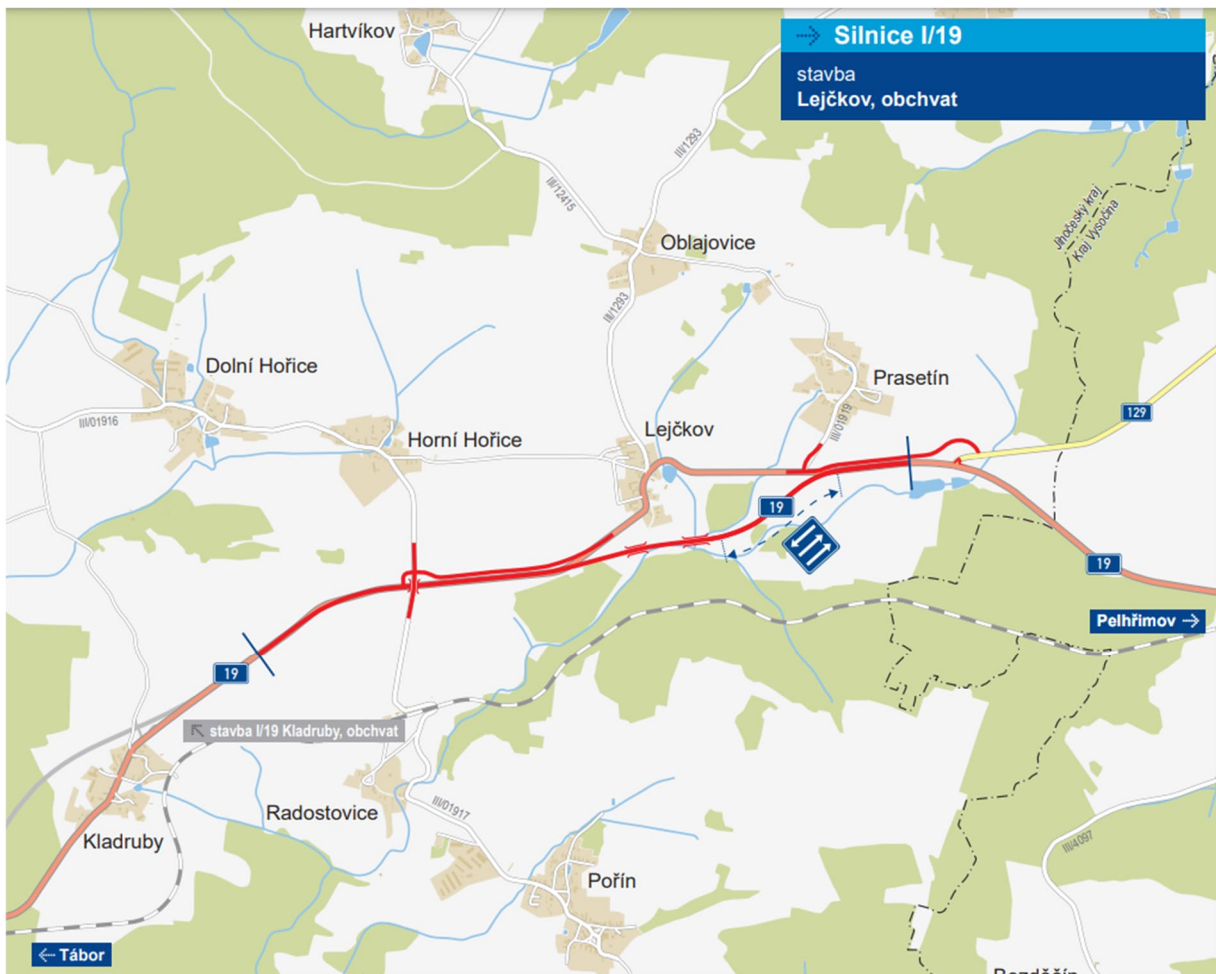 Hartvíkov
Silnice I/19
stavba
Lejčkov, obchvat
III/1293
III/12415
Jihočeský kraj
Kraj Vysočina
Oblajovice
III/1293
Dolní Hořice
Prasetín
129
III/01916
III/01919
Horní Hořice
Lejčkov
19
19
Pelhřimov
19
stavba I/19 Kladruby, obchvat
Radostovice
III/01917
Kladruby
III/4097
Pořín
Tábor